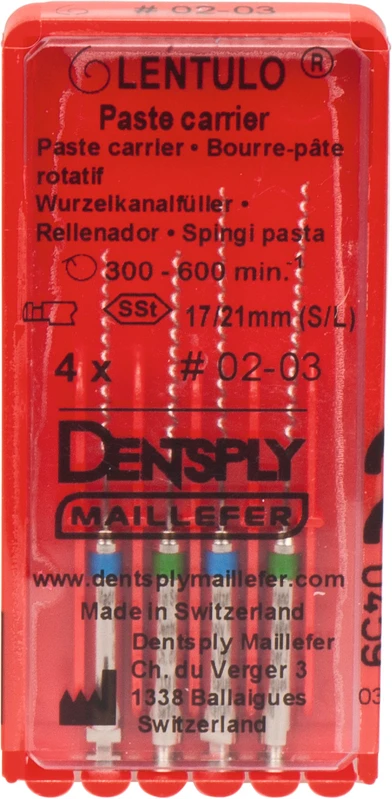 # 02-03
LENTULO ®
Paste carrier
Paste carrier • Bourre-pâte
rotatif
Wurzelkanalfüller •
Rellenador • Spingi pasta
300 - 600 min.-1
SSt 17/21mm (S/L)
4 x # 02-03
DENTSPLY
MAILLEFER
www.dentsplymaillefer.com
Made in Switzerland
Dentsply Maillefer
Ch. du Verger 3
1338 Ballaigues
Switzerland